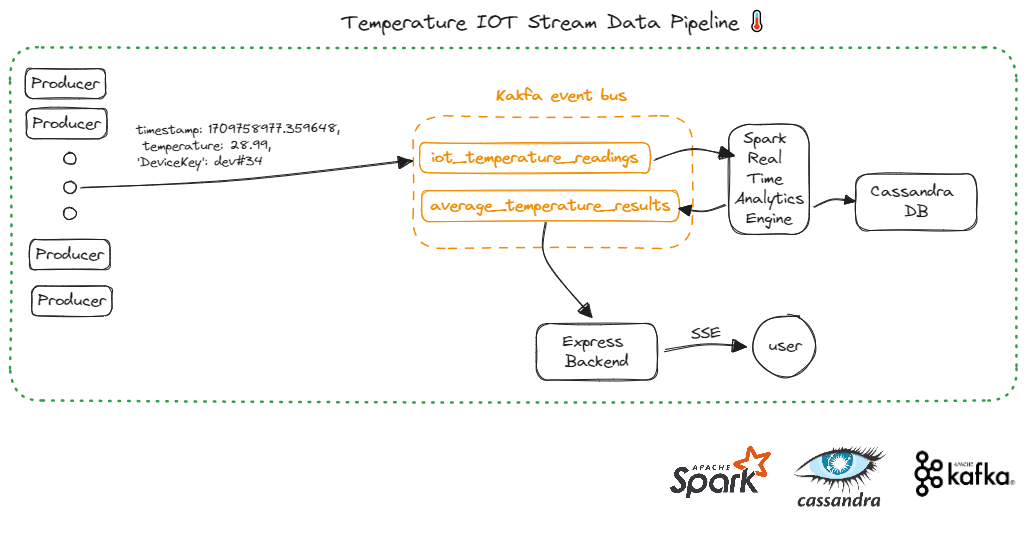 Temperature IOT Stream Data Pipeline
Producer
Producer
timestamp: 1709758977.359648,
temperature: 28.99,
'DeviceKey': dev#34
Producer
Producer
Kakfa event bus
iot_temperature_readings
average_temperature_results
Spark
Real
Time
Analytics
Engine
Cassandra
DB
Express
Backend
SSE
user
APACHE
Spark
cassandra
APACHE
kafka®